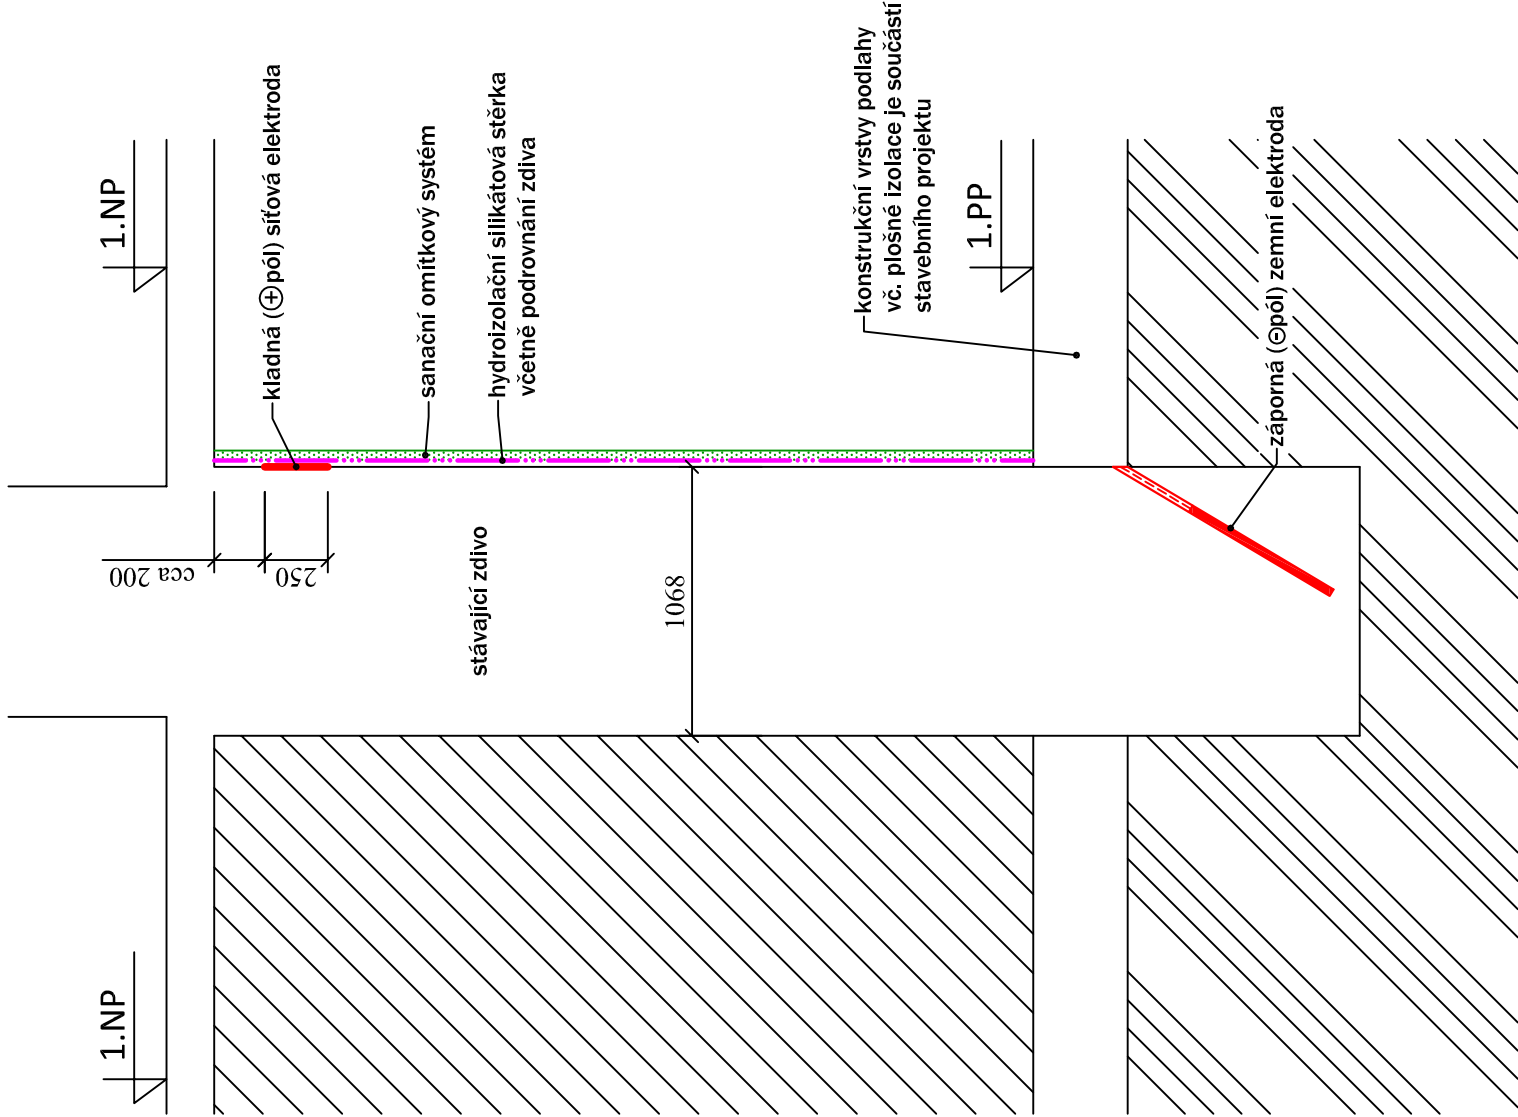 1.NP
1.NP
kladná (⊕pól) síťová elektroda
cca 200
250
sanační omítkový systém
hydroizolační silikátová stěrka
včetně podrovnání zdiva
stávající zdivo
1068
konstrukční vrstvy podlahy
vč. plošné izolace je součástí
stavebního projektu
1.PP
záporná (⊖pól) zemní elektroda